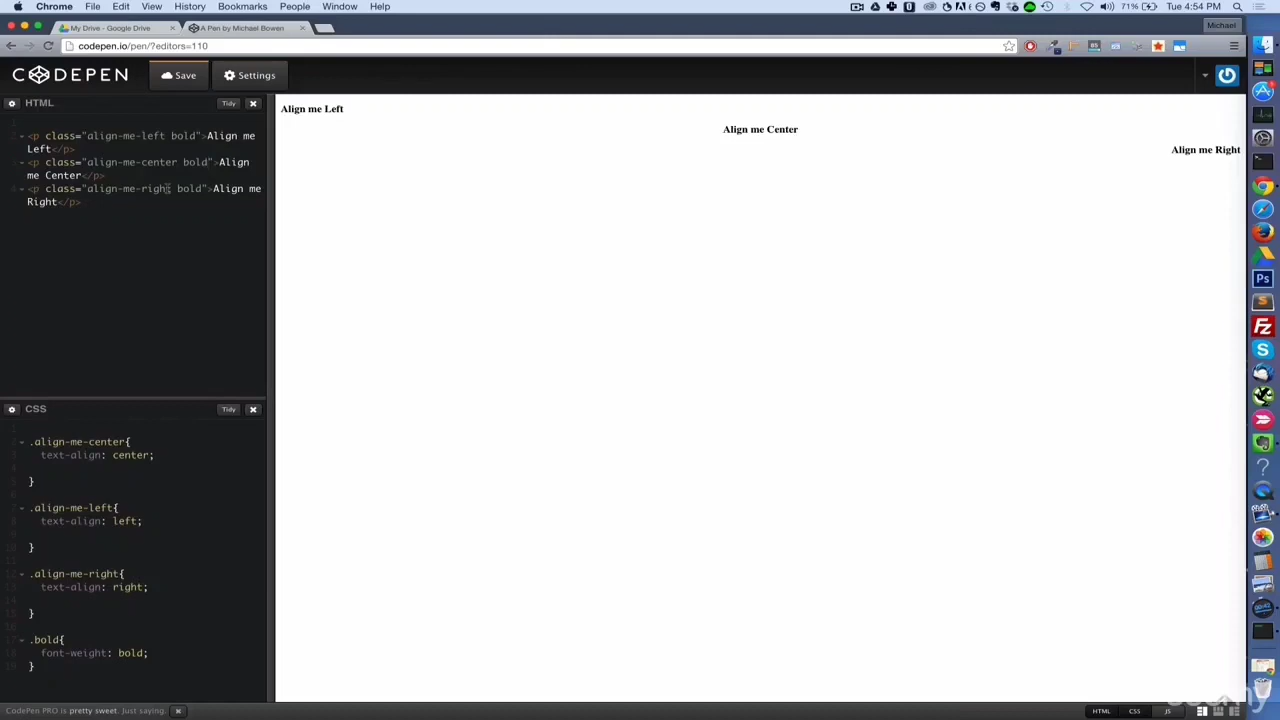 Chrome File Edit View History Bookmarks People Window Help 71% Tue 4:54 PM
My Drive - Google Drive × A Pen by Michael Bowen × Michael
codepen.io/pen/?editors=110
CODEPEN Save Settings
HTML Tidy
<p class="align-me-left bold">Align me
Left</p>
<p class="align-me-center bold">Align
me Center</p>
<p class="align-me-right bold">Align me
Right</p>
CSS Tidy
.align-me-center{
text-align: center;
}
.align-me-left{
text-align: left;
}
.align-me-right{
text-align: right;
}
.bold{
font-weight: bold;
}
Align me Left
Align me Center
Align me Right
CodePen PRO is pretty sweet. Just saying. HTML CSS JS